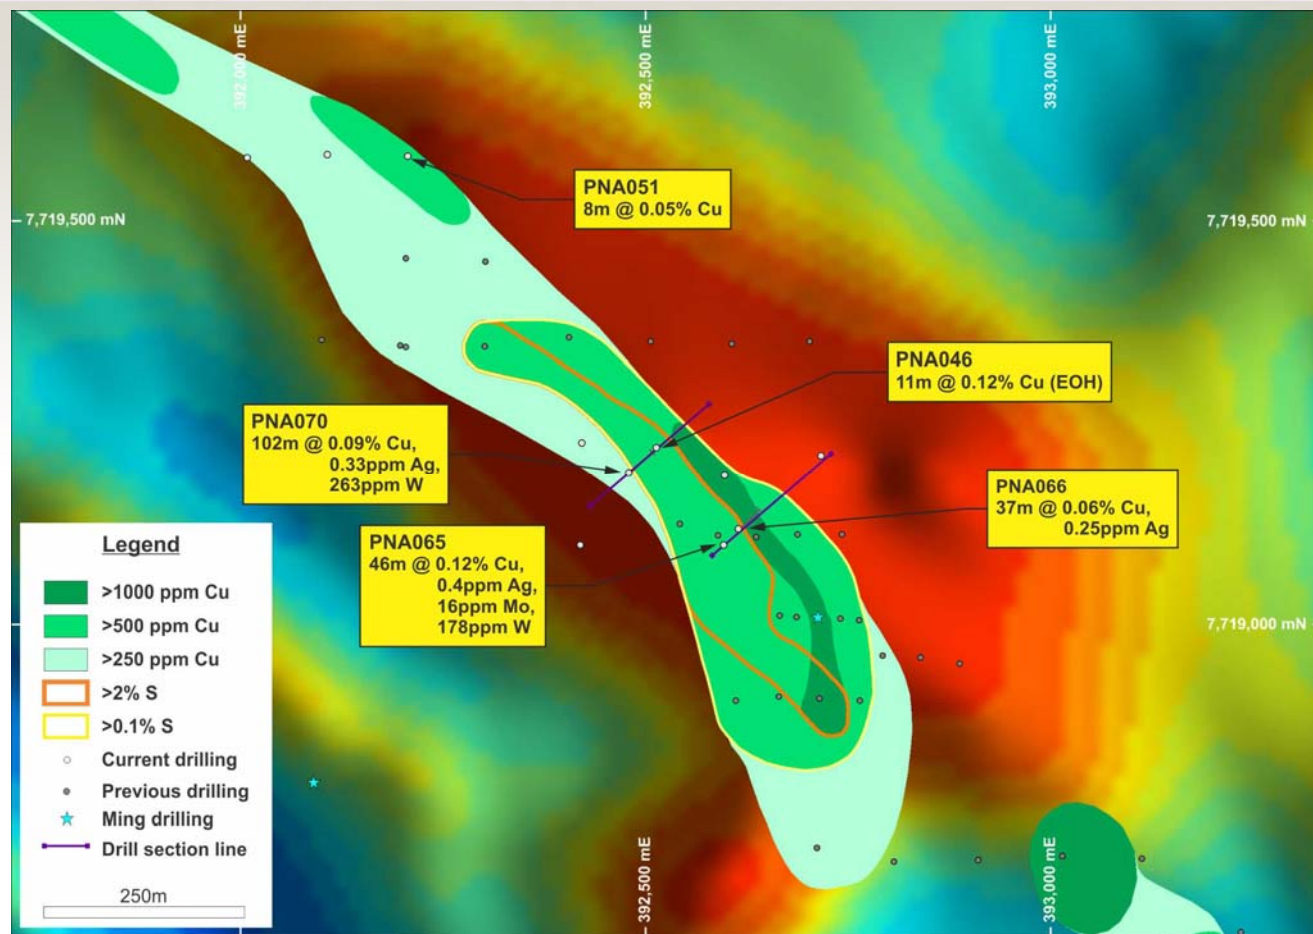 392,000 mE
392,500 mE
393,000 mE
PNA051
8m @ 0.05% Cu
7,719,500 mN
7,719,500 mN
PNA046
11m @ 0.12% Cu (EOH)
PNA070
102m @ 0.09% Cu,
0.33ppm Ag,
263ppm W
PNA066
37m @ 0.06% Cu,
0.25ppm Ag
PNA065
46m @ 0.12% Cu,
0.4ppm Ag,
16ppm Mo,
178ppm W
7,719,000 mN
Legend
>1000 ppm Cu
>500 ppm Cu
>250 ppm Cu
>2% S
>0.1% S
Current drilling
Previous drilling
Ming drilling
Drill section line
250m
392,500 mE
393,000 mE